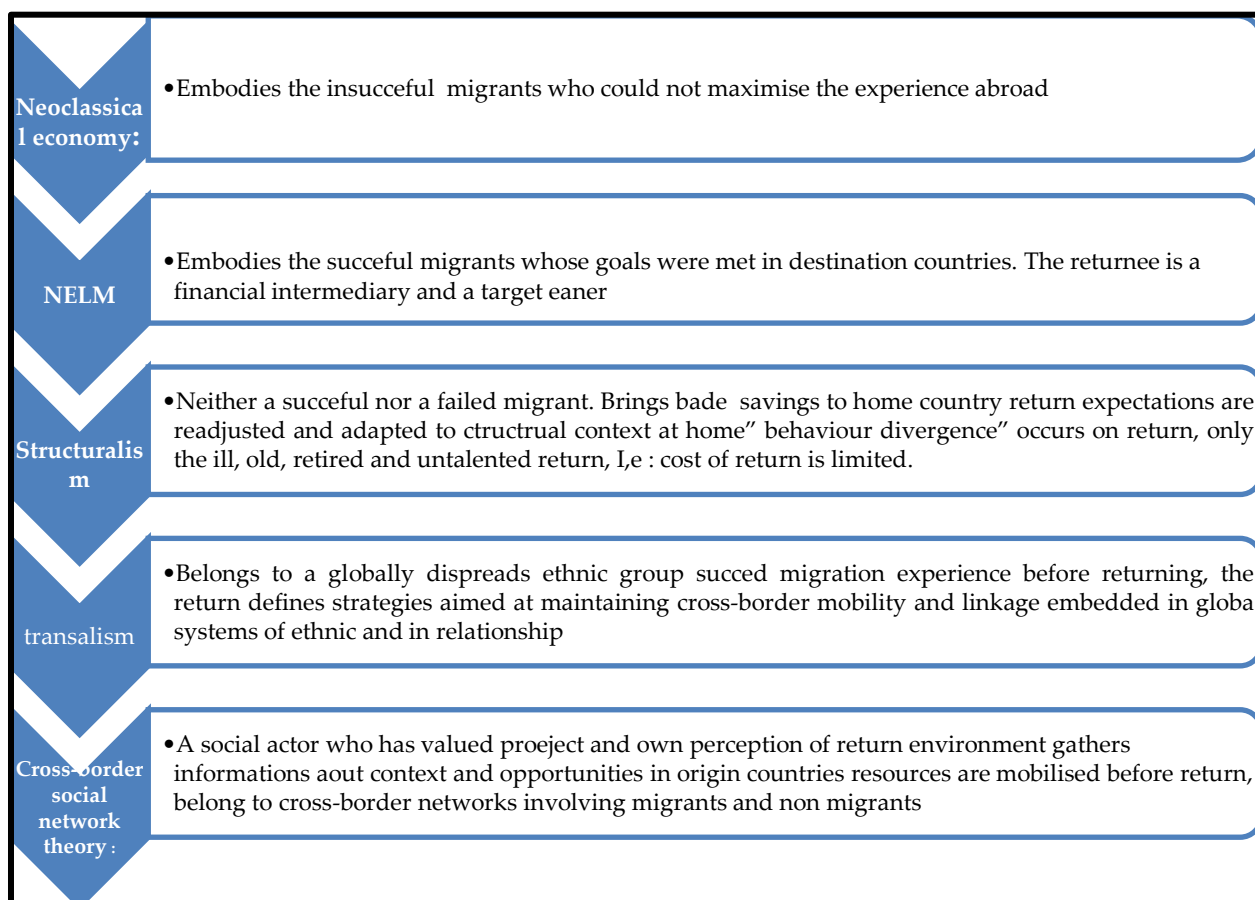 Neoclassica
l economy:
•Embodies the insucceful migrants who could not maximise the experience abroad
NELM
•Embodies the succeful migrants whose goals were met in destination countries. The returnee is a
financial intermediary and a target eaner
Structuralis
m
•Neither a succeful nor a failed migrant. Brings bade savings to home country return expectations are
readjusted and adapted to ctructrual context at home” behaviour divergence” occurs on return, only
the ill, old, retired and untalented return, I,e : cost of return is limited.
transalism
•Belongs to a globally dispreads ethnic group succed migration experience before returning, the
return defines strategies aimed at maintaining cross-border mobility and linkage embedded in globa
systems of ethnic and in relationship
Cross-border
social
network
theory :
•A social actor who has valued proeject and own perception of return environment gathers
informations aout context and opportunities in origin countries resources are mobilised before return,
belong to cross-border networks involving migrants and non migrants